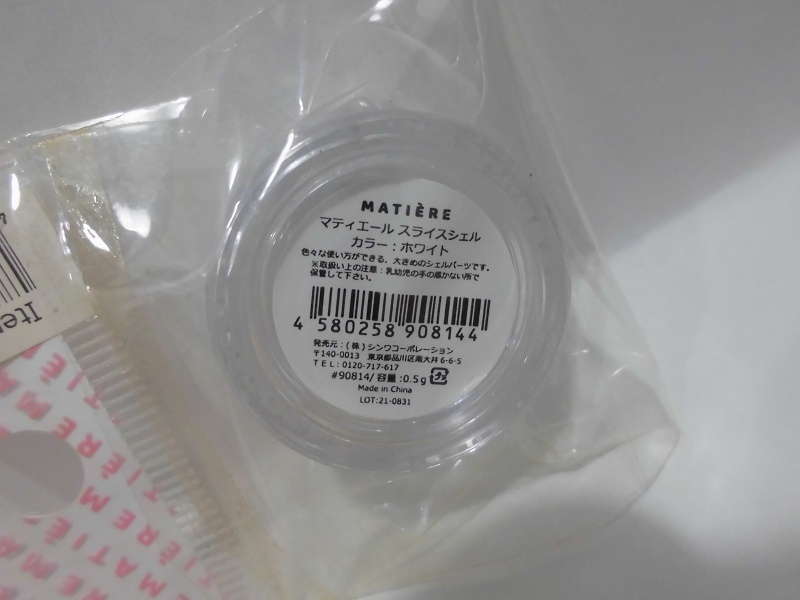 MATIÈRE
マティエール スライスシェル
カラー：ホワイト
色々な使い方ができる、大きめのシェルパーツです。
※取扱い上の注意：乳幼児の手の届かない所で
保管して下さい。
4 580258 908144
発売元：(株)シンワコーポレーション
〒140-0013 東京都品川区南大井6-6-5
TEL：0120-717-617
#90814/容量：0.5g
Made in China
LOT:21-0831
MATIÈRE
MATIÈRE
MATIÈRE